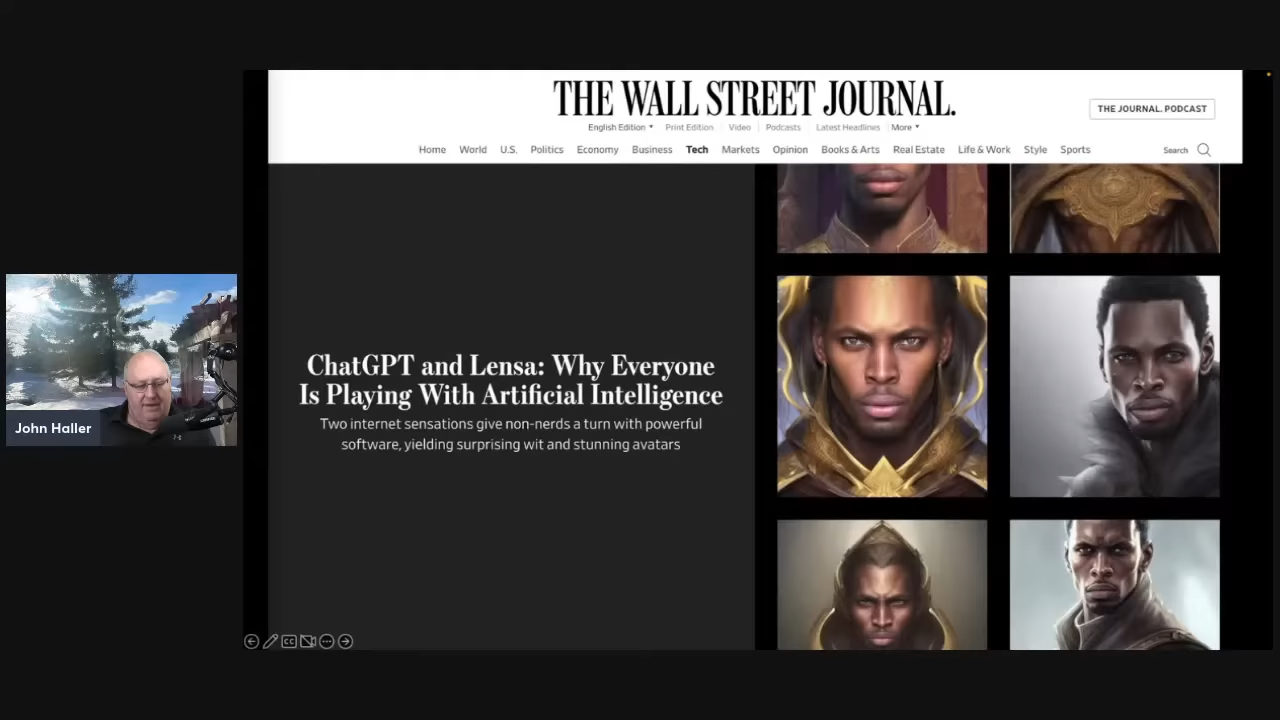 THE WALL STREET JOURNAL.
THE JOURNAL. PODCAST
English Edition Print Edition Video Podcasts Latest Headlines More
Home World U.S. Politics Economy Business Tech Markets Opinion Books & Arts Real Estate Life & Work Style Sports Search
ChatGPT and Lensa: Why Everyone
Is Playing With Artificial Intelligence
Two internet sensations give non-nerds a turn with powerful
software, yielding surprising wit and stunning avatars
John Haller
CC